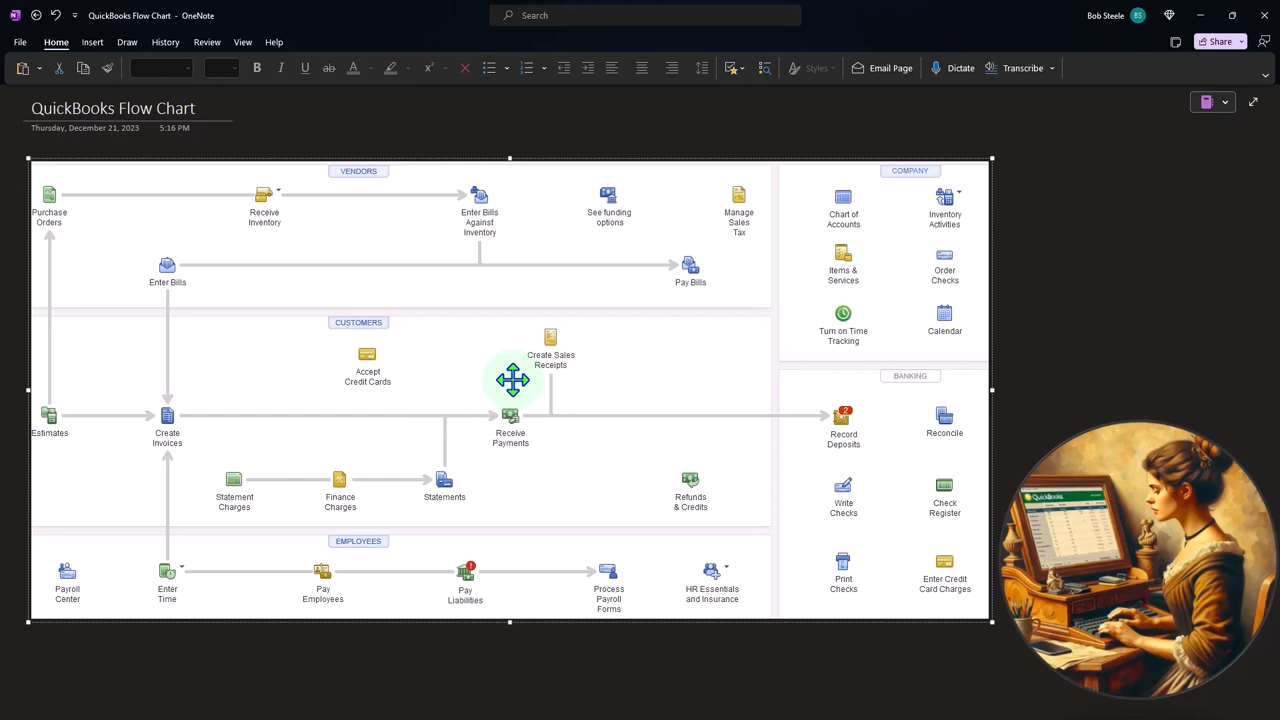 QuickBooks Flow Chart - OneNote
Search
Bob Steele
BS
File Home Insert Draw History Review View Help
Share
Email Page
Dictate
Transcribe
Styles
QuickBooks Flow Chart
Thursday, December 21, 2023 5:16 PM
VENDORS
Purchase
Orders
Receive
Inventory
Enter Bills
Against
Inventory
See funding
options
Manage
Sales
Tax
Enter Bills
Pay Bills
CUSTOMERS
Create Sales
Receipts
Accept
Credit Cards
Estimates
Create
Invoices
Receive
Payments
Statement
Charges
Finance
Charges
Statements
Refunds
& Credits
EMPLOYEES
Payroll
Center
Enter
Time
Pay
Employees
Pay
Liabilities
Process
Payroll
Forms
HR Essentials
and Insurance
COMPANY
Chart of
Accounts
Inventory
Activities
Items &
Services
Order
Checks
Turn on Time
Tracking
Calendar
BANKING
2
Record
Deposits
Reconcile
Write
Checks
Check
Register
Print
Checks
Enter Credit
Card Charges
QuickBooks